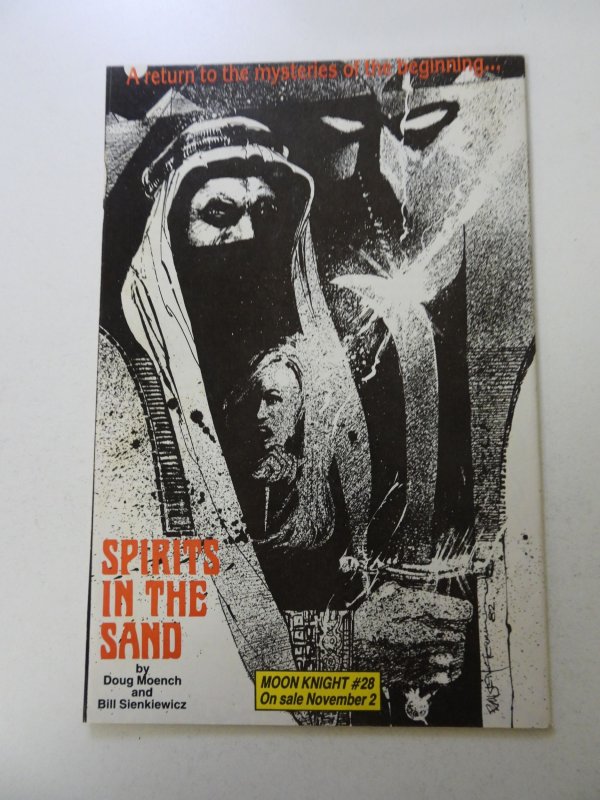 A return to the mysteries of the beginning...
SPIRITS
IN THE
SAND
by
Doug Moench
and
Bill Sienkiewicz
MOON KNIGHT #28
On sale November 2